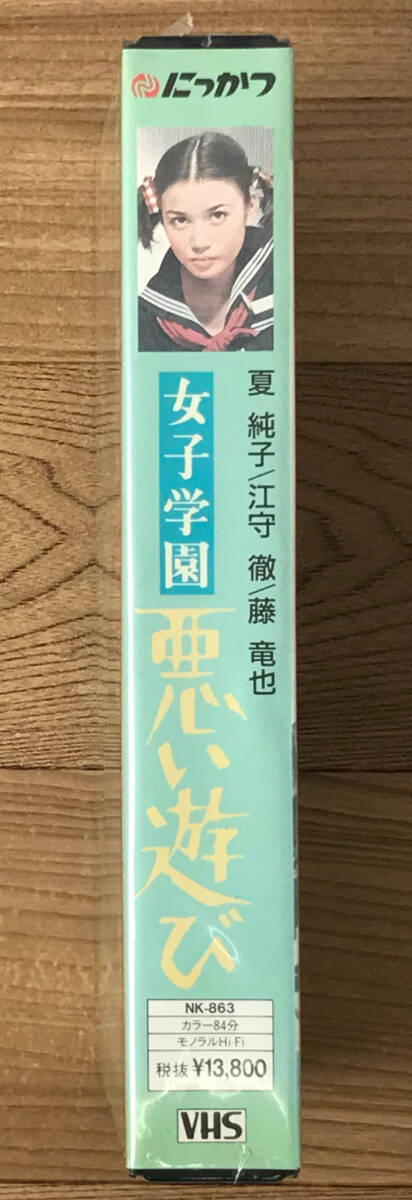 にっかつ
夏 純子/江守 徹/藤 竜也
女子学園
悪い遊び
NK-863
カラー84分
モノラルHi-Fi
税抜 ¥13,800
VHS